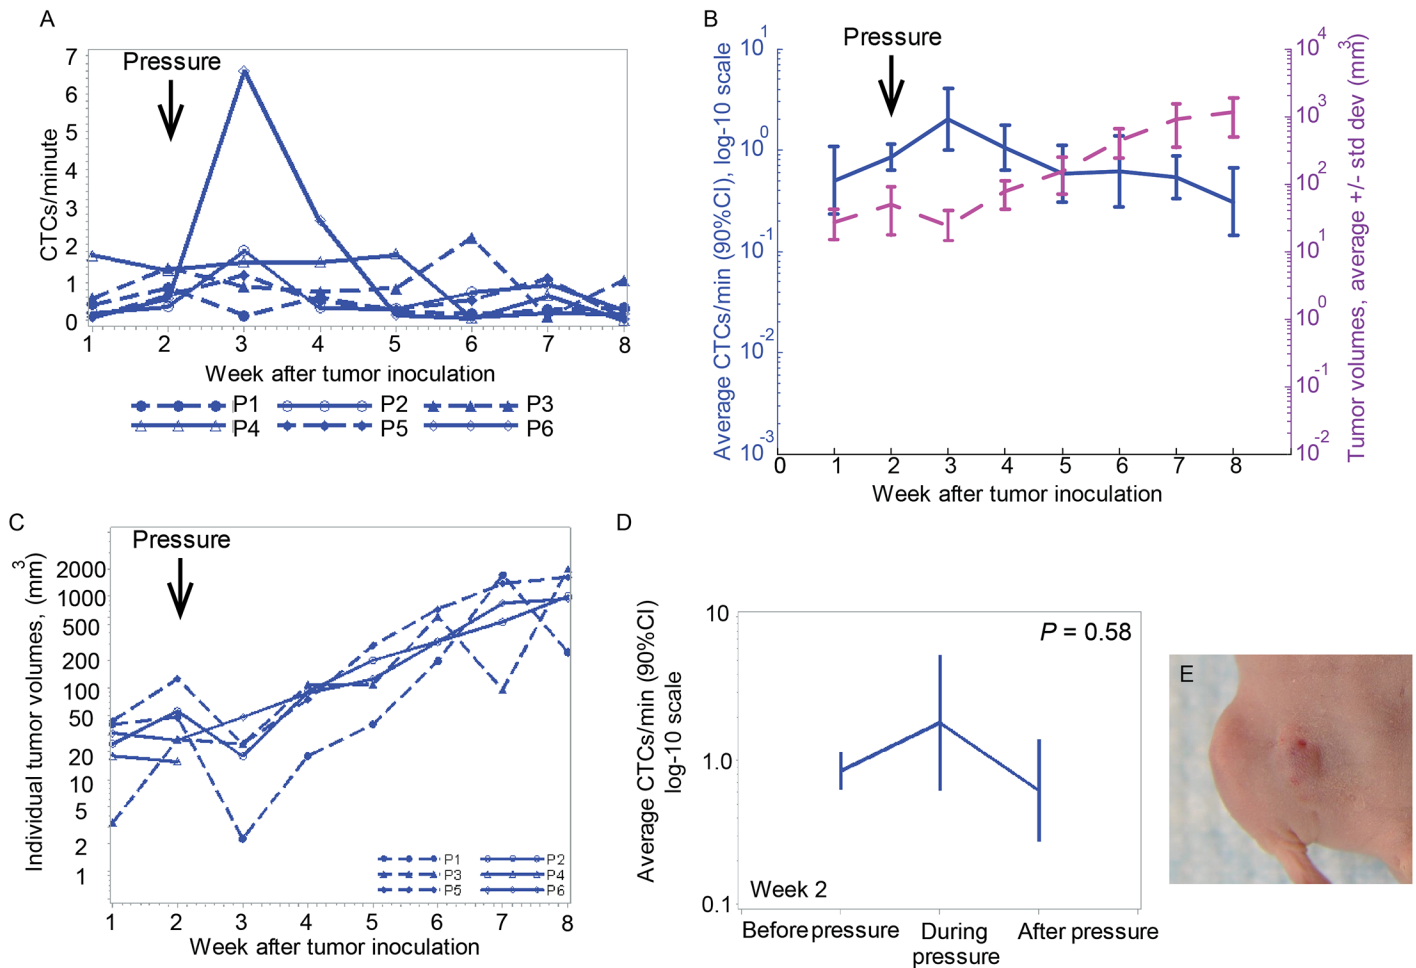 A
Pressure
7
6
5
4
3
2
1
0
CTCs/minute
1 2 3 4 5 6 7 8
Week after tumor inoculation
P1 P2 P3
P4 P5 P6
B
Pressure
Average CTCs/min (90%CI), log-10 scale
10^1
10^0
10^-1
10^-2
10^-3
Tumor volumes, average +/- std dev (mm^3)
10^4
10^3
10^2
10^1
10^0
10^-1
10^-2
0 1 2 3 4 5 6 7 8
Week after tumor inoculation
C
Pressure
Individual tumor volumes, (mm^3)
2000
1000
500
200
100
50
20
10
5
2
1
P1 P2
P3 P4
P5 P6
1 2 3 4 5 6 7 8
Week after tumor inoculation
D
Average CTCs/min (90%CI)
log-10 scale
10
1.0
0.1
P = 0.58
Week 2
Before pressure
During
pressure
After pressure
E